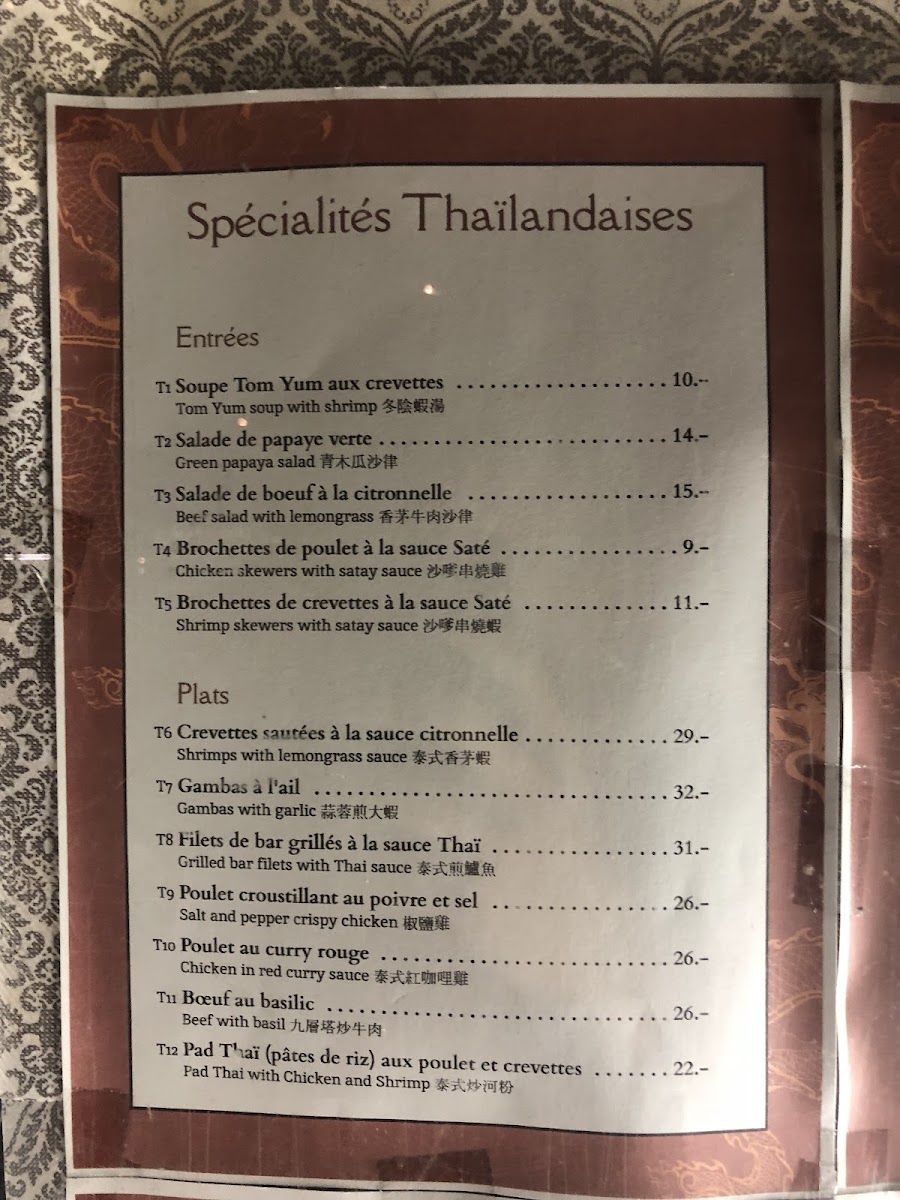 Spécialités Thaïlandaises
Entrées
T1 Soupe Tom Yum aux crevettes ..................... 10.--
Tom Yum soup with shrimp 冬陰蝦湯
T2 Salade de papaye verte ............................ 14.-
Green papaya salad 青木瓜沙律
T3 Salade de boeuf à la citronnelle .................... 15.--
Beef salad with lemongrass 香茅牛肉沙律
T4 Brochettes de poulet à la sauce Saté ................. 9.-
Chicken skewers with satay sauce 沙嗲串燒雞
T5 Brochettes de crevettes à la sauce Saté .............. 11.-
Shrimp skewers with satay sauce 沙嗲串燒蝦
Plats
T6 Crevettes sautées à la sauce citronnelle .............. 29.-
Shrimps with lemongrass sauce 泰式香茅蝦
T7 Gambas à l'ail ................................... 32.-
Gambas with garlic 蒜蓉煎大蝦
T8 Filets de bar grillés à la sauce Thaï ................. 31.-
Grilled bar filets with Thai sauce 泰式煎鱸魚
T9 Poulet croustillant au poivre et sel ................. 26.-
Salt and pepper crispy chicken 椒鹽雞
T10 Poulet au curry rouge ............................ 26.-
Chicken in red curry sauce 泰式紅咖哩雞
T11 Bœuf au basilic .................................. 26.-
Beef with basil 九層塔炒牛肉
T12 Pad Thaï (pâtes de riz) aux poulet et crevettes ....... 22.-
Pad Thai with Chicken and Shrimp 泰式炒河粉